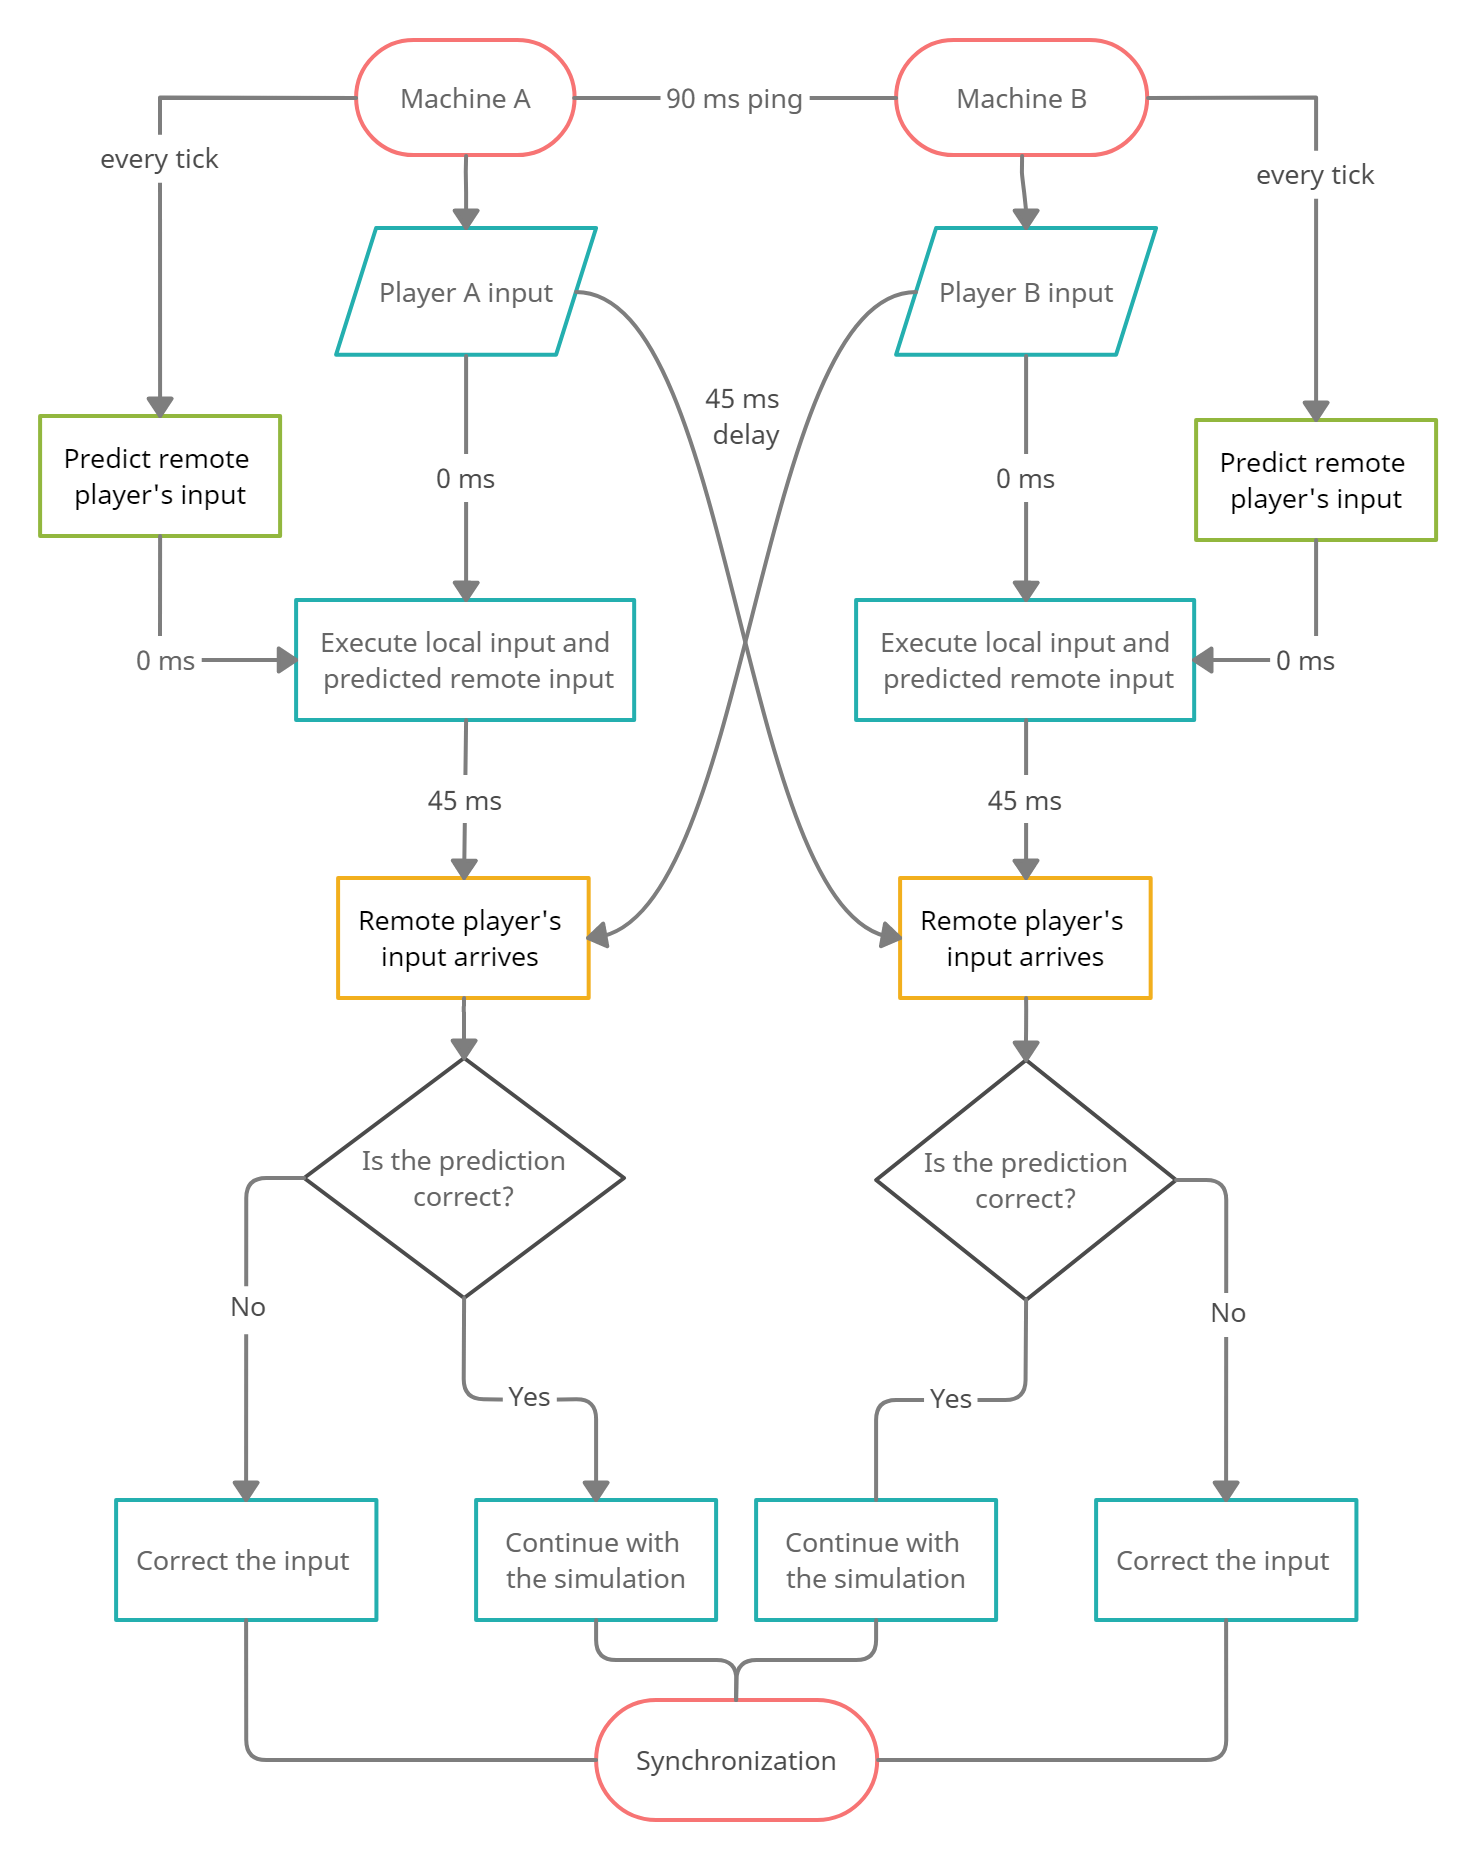 Machine A
90 ms ping
Machine B
every tick
every tick
Player A input
Player B input
45 ms
delay
Predict remote
player's input
0 ms
0 ms
Predict remote
player's input
0 ms
Execute local input and
predicted remote input
Execute local input and
predicted remote input
0 ms
45 ms
45 ms
Remote player's
input arrives
Remote player's
input arrives
Is the prediction
correct?
Is the prediction
correct?
No
No
Yes
Yes
Correct the input
Continue with
the simulation
Continue with
the simulation
Correct the input
Synchronization